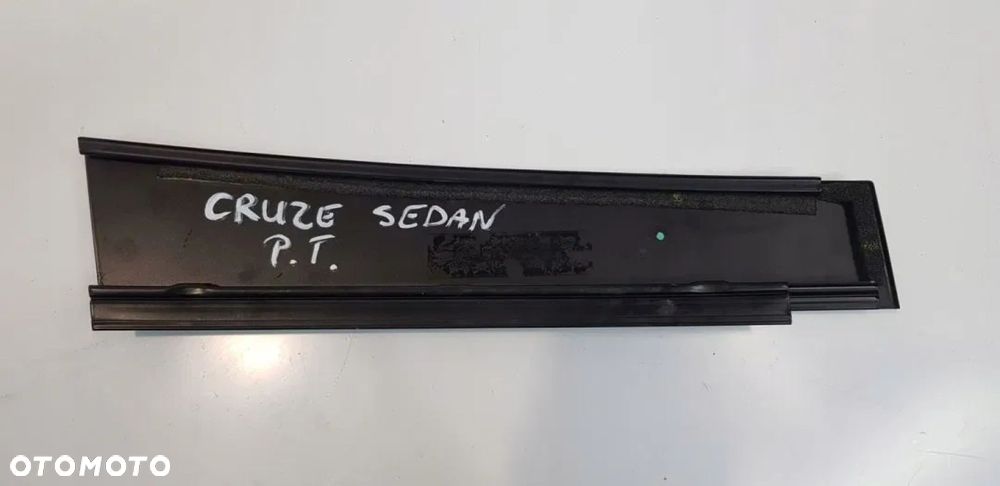 CRUZE SEDAN
P.T.
OTOMOTO